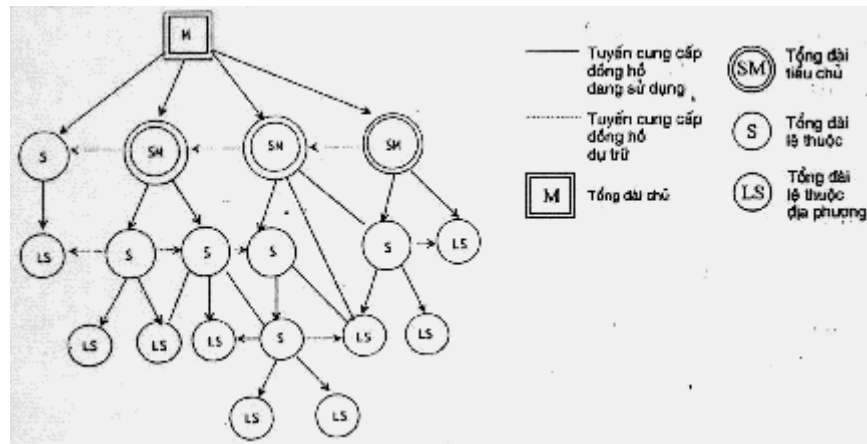 M
S
SM
SM
SM
LS
S
S
S
S
LS
LS
LS
LS
S
LS
LS
LS
LS
Tuyến cung cấp
đồng hồ
đang sử dụng
Tuyến cung cấp
đồng hồ
dự trữ
M
Tổng đài chủ
SM
Tổng đài
tiểu chủ
S
Tổng đài
lệ thuộc
LS
Tổng đài
lệ thuộc
địa phương